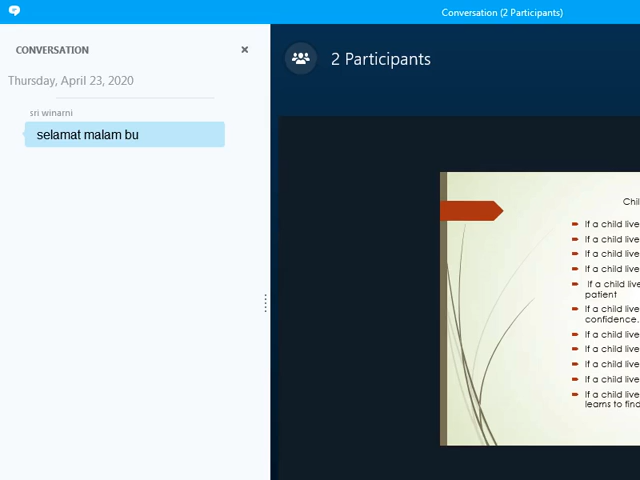 Conversation (2 Participants)
CONVERSATION
Thursday, April 23, 2020
sri winarni
selamat malam bu
2 Participants
Chil
If a child live
If a child live
If a child live
If a child live
If a child live
patient
If a child live
confidence.
If a child live
If a child live
If a child live
If a child live
If a child live
learns to find